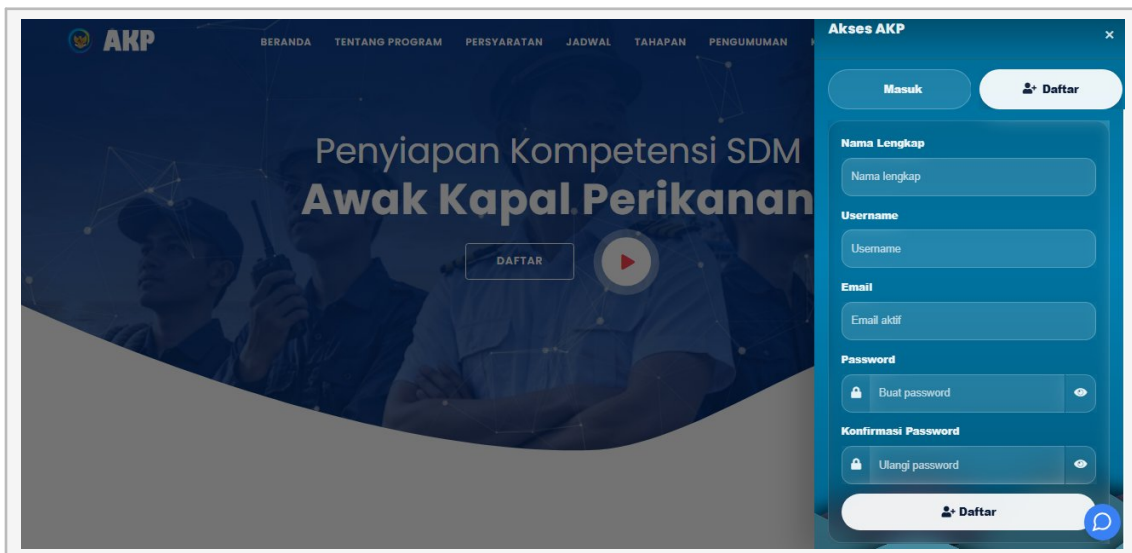 AKP
BERANDA TENTANG PROGRAM PERSYARATAN JADWAL TAHAPAN PENGUMUMAN
Penyiapan Kompetensi SDM
Awak Kapal Perikanan
DAFTAR
Akses AKP
×
Masuk
Daftar
Nama Lengkap
Nama lengkap
Username
Username
Email
Email aktif
Password
Buat password
Konfirmasi Password
Ulangi password
Daftar